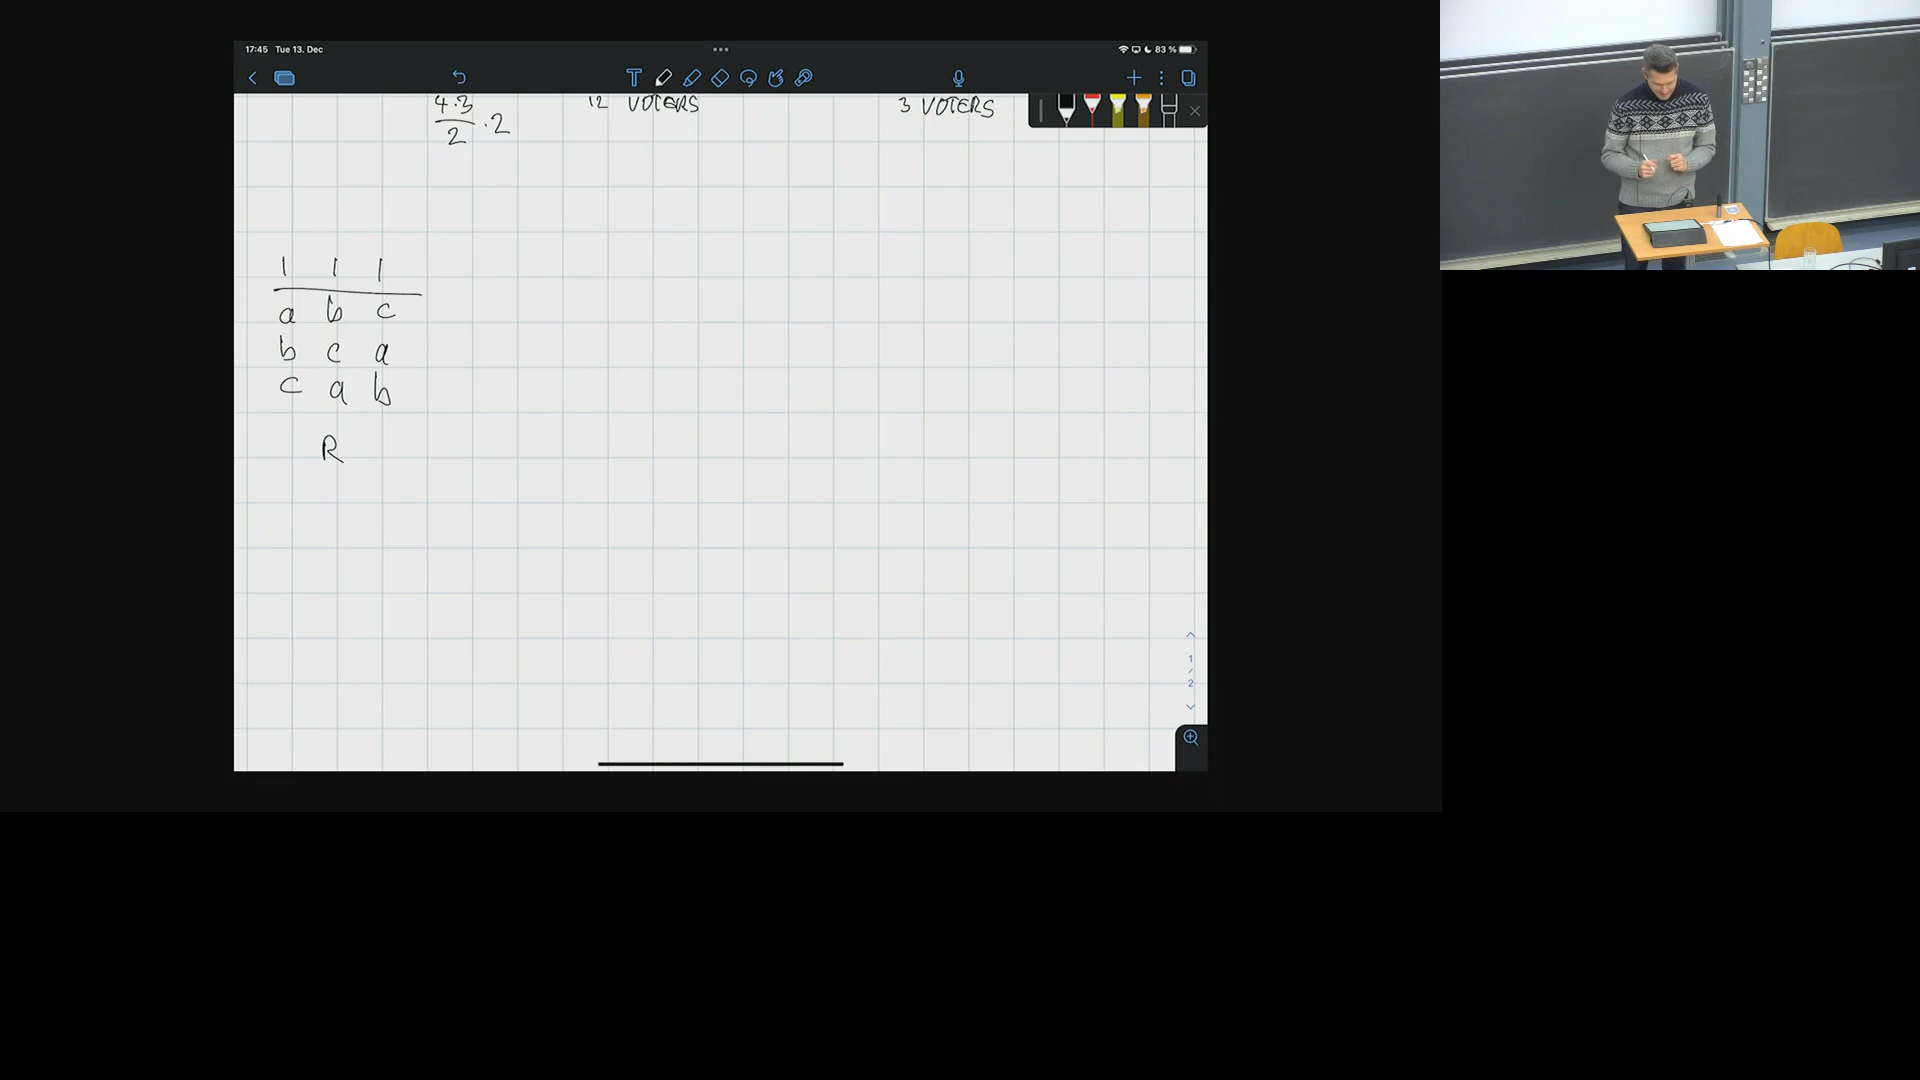 17:45 Tue 13. Dec
83 %
4·3 12 VOTERS 3 VOTERS
2 ·2
1 1 1
a b c
b c a
c a b
R
1
/
2